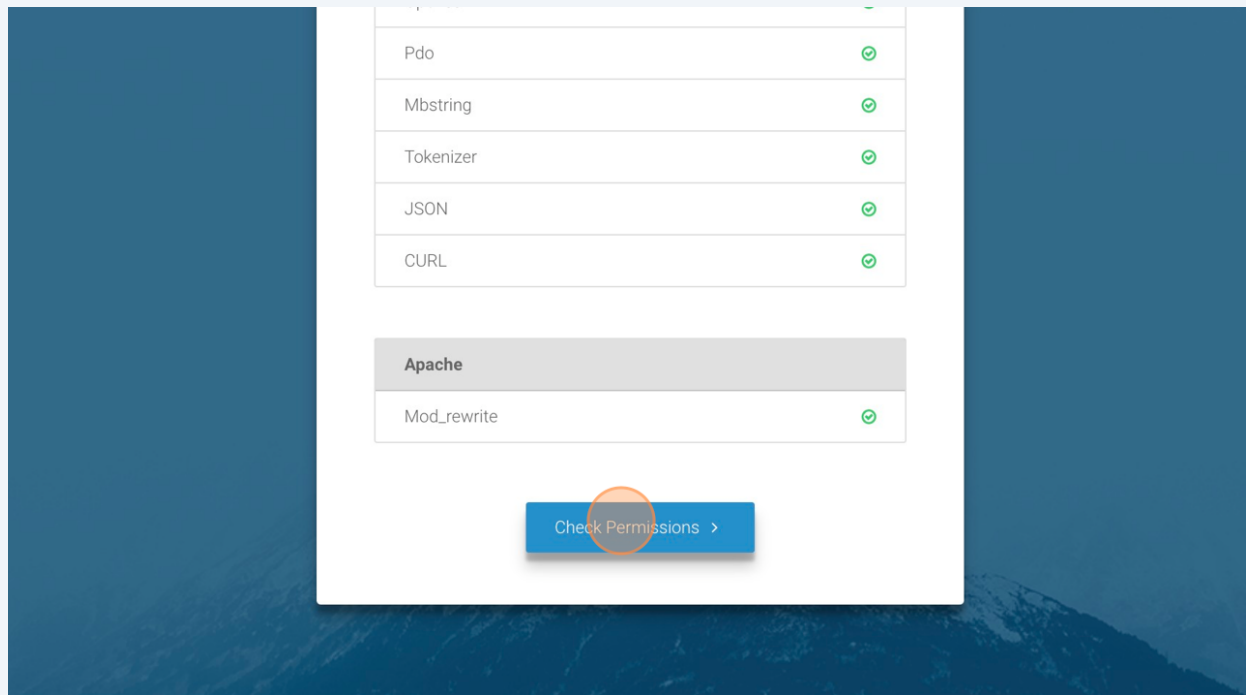 Pdo
Mbstring
Tokenizer
JSON
CURL
Apache
Mod_rewrite
Check Permissions